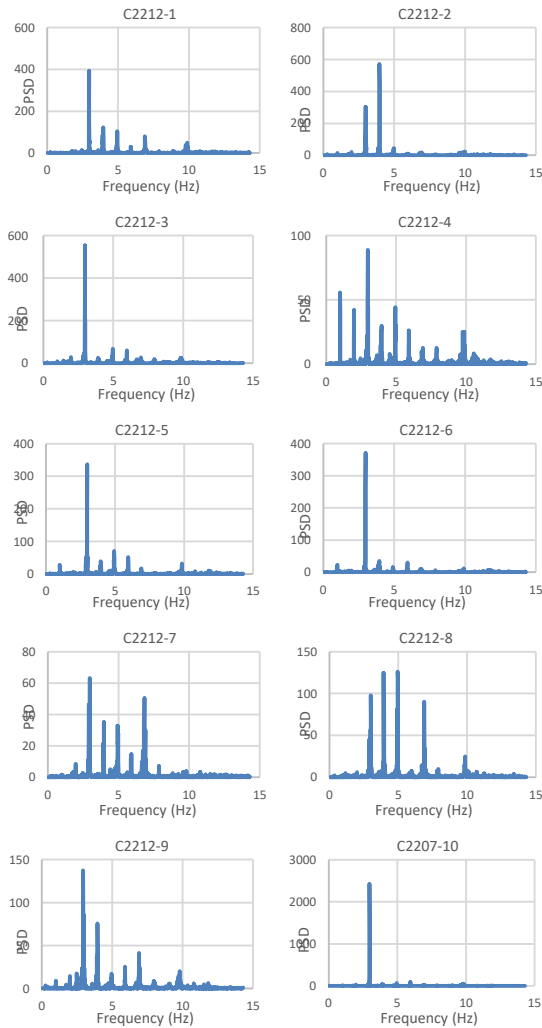 C2212-1
600
400
200
0
PSD
0 5 10 15
Frequency (Hz)
C2212-2
800
600
400
200
0
PSD
0 5 10 15
Frequency (Hz)
C2212-3
600
400
200
0
PSD
0 5 10 15
Frequency (Hz)
C2212-4
100
50
0
PSD
0 5 10 15
Frequency (Hz)
C2212-5
400
300
200
100
0
PSD
0 5 10 15
Frequency (Hz)
C2212-6
400
300
200
100
0
PSD
0 5 10 15
Frequency (Hz)
C2212-7
80
60
40
20
0
PSD
0 5 10 15
Frequency (Hz)
C2212-8
150
100
50
0
PSD
0 5 10 15
Frequency (Hz)
C2212-9
150
100
50
0
PSD
0 5 10 15
Frequency (Hz)
C2207-10
3000
2000
1000
0
PSD
0 5 10 15
Frequency (Hz)